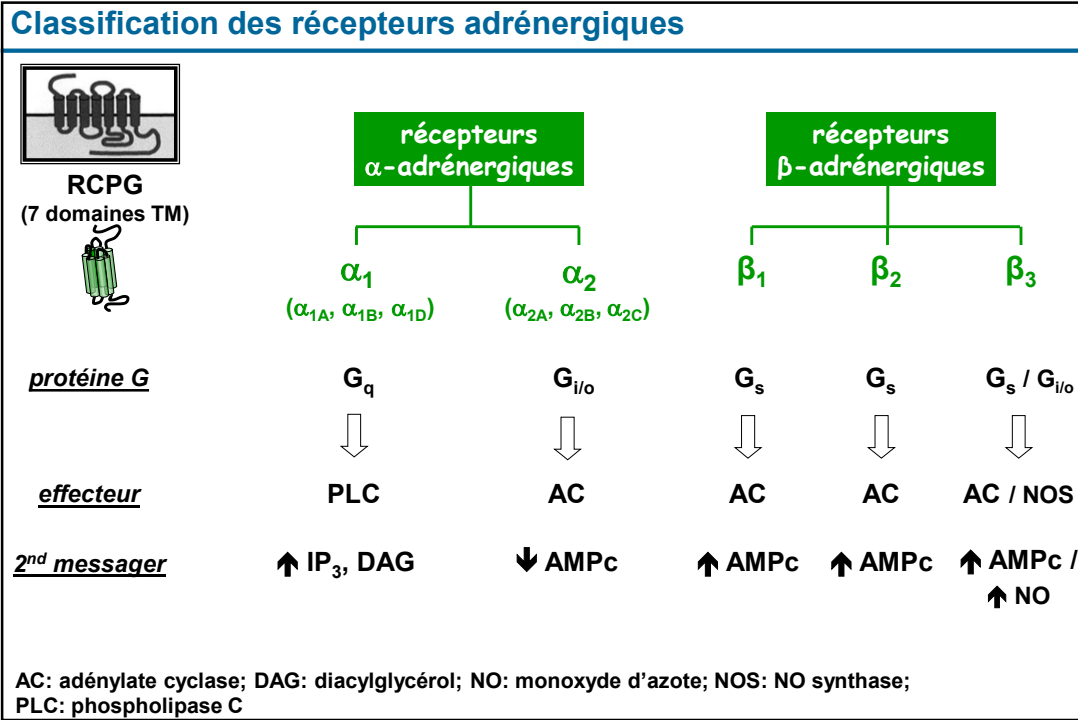 Classification des récepteurs adrénergiques
RCPG
(7 domaines TM)
récepteurs
α-adrénergiques
récepteurs
β-adrénergiques
α1 α2 β1 β2 β3
(α1A, α1B, α1D) (α2A, α2B, α2C)
protéine G Gq Gi/o Gs Gs Gs / Gi/o
effecteur PLC AC AC AC AC / NOS
2nd messager ↑ IP3, DAG ↓ AMPc ↑ AMPc ↑ AMPc ↑ AMPc /
↑ NO
AC: adénylate cyclase; DAG: diacylglycérol; NO: monoxyde d'azote; NOS: NO synthase;
PLC: phospholipase C